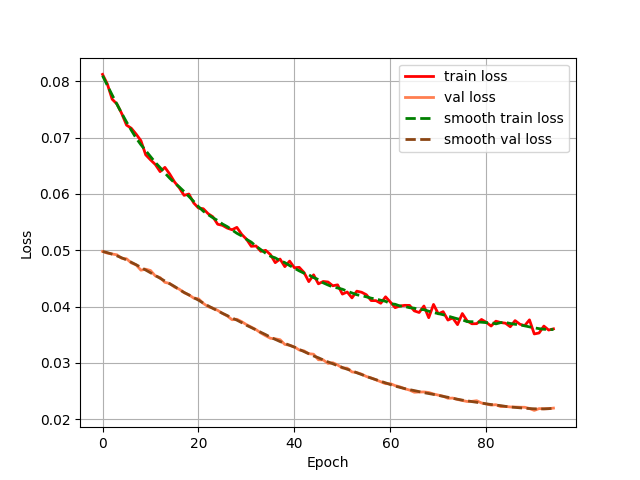 train loss
val loss
smooth train loss
smooth val loss
0.08
0.07
0.06
0.05
0.04
0.03
0.02
Loss
0 20 40 60 80
Epoch